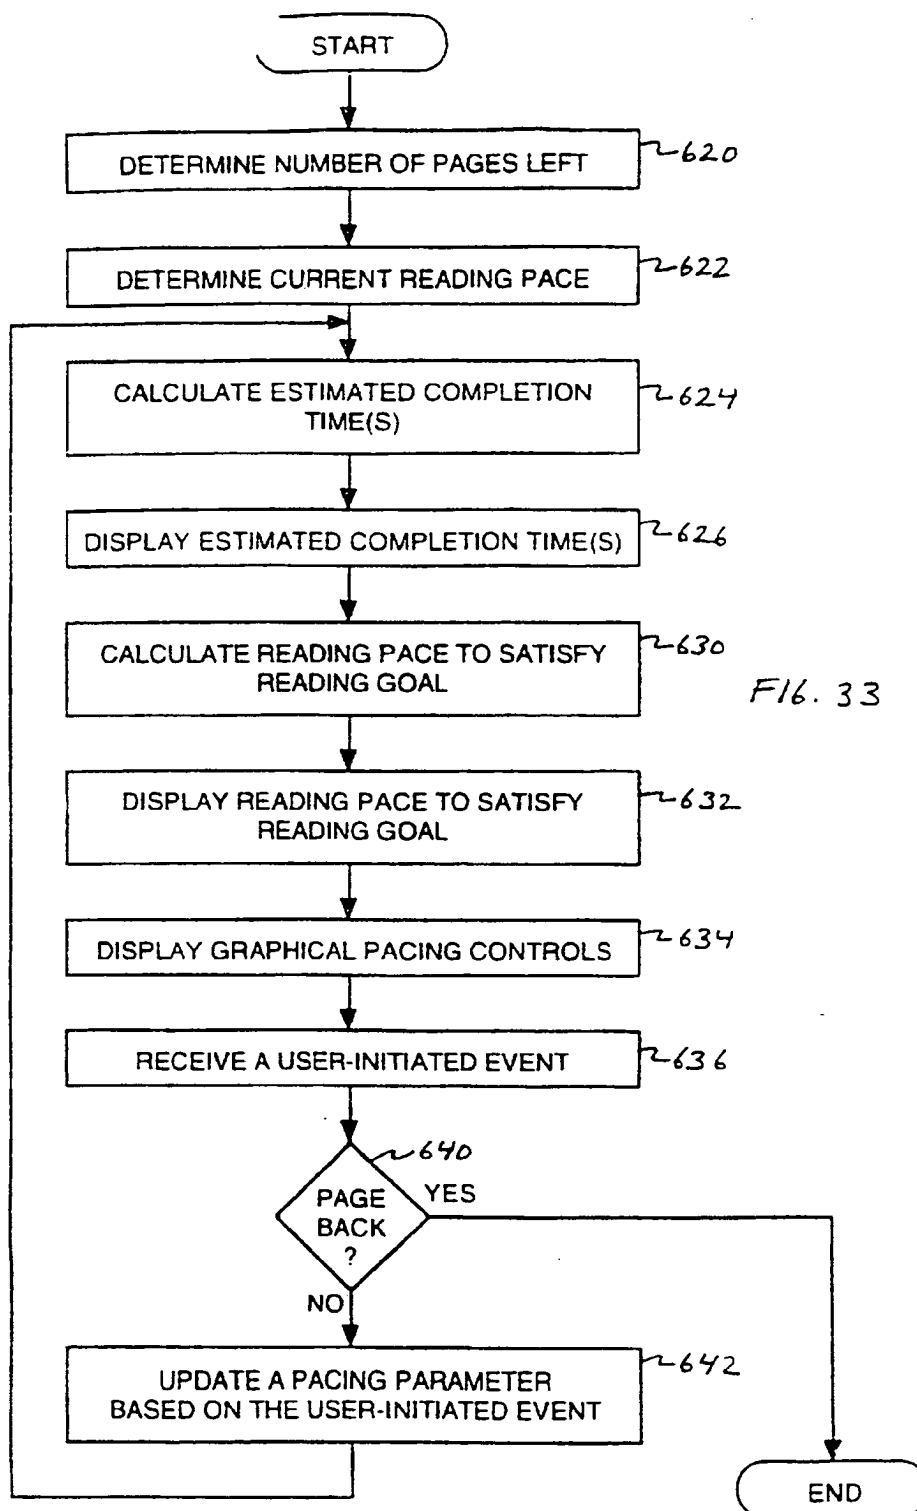 START
DETERMINE NUMBER OF PAGES LEFT
620
DETERMINE CURRENT READING PACE
622
CALCULATE ESTIMATED COMPLETION
TIME(S)
624
DISPLAY ESTIMATED COMPLETION TIME(S)
626
CALCULATE READING PACE TO SATISFY
READING GOAL
630
FIG. 33
DISPLAY READING PACE TO SATISFY
READING GOAL
632
DISPLAY GRAPHICAL PACING CONTROLS
634
RECEIVE A USER-INITIATED EVENT
636
640
PAGE
BACK
?
YES
NO
UPDATE A PACING PARAMETER
BASED ON THE USER-INITIATED EVENT
642
END